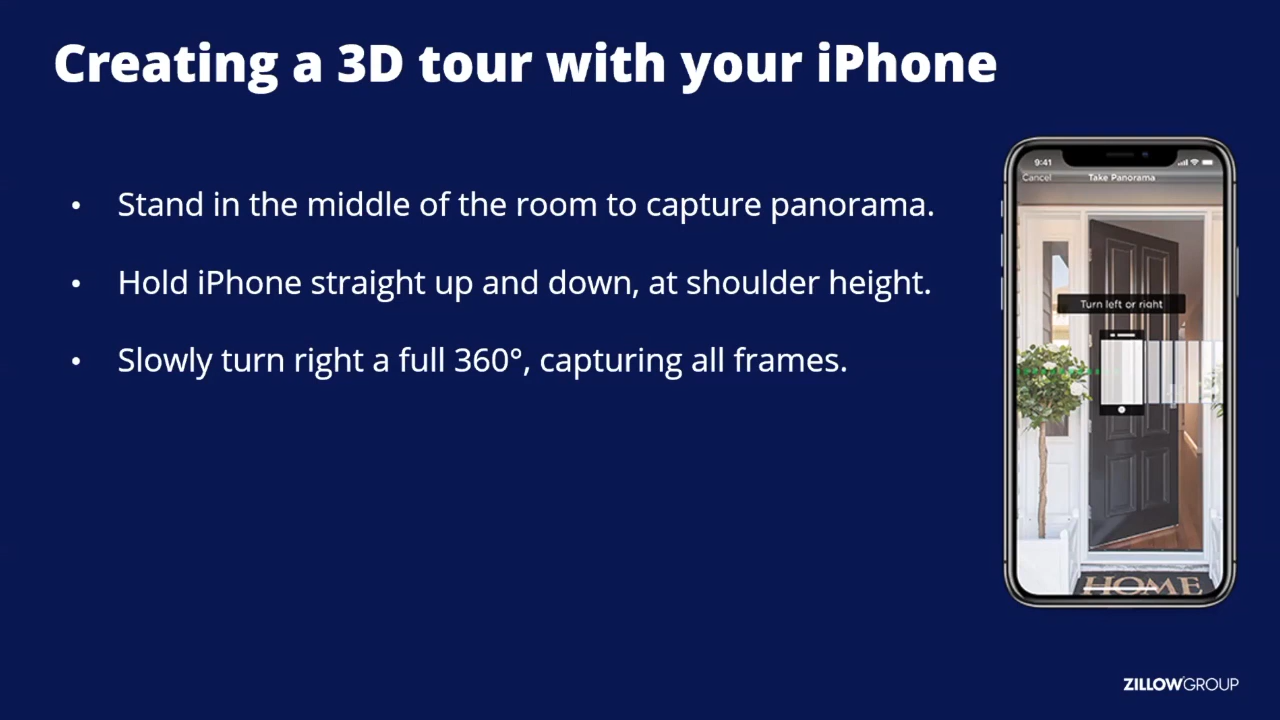 Creating a 3D tour with your iPhone
• Stand in the middle of the room to capture panorama.
• Hold iPhone straight up and down, at shoulder height.
• Slowly turn right a full 360°, capturing all frames.
9:41
Cancel Take Panorama
Turn left or right
HOME
ZILLOW GROUP